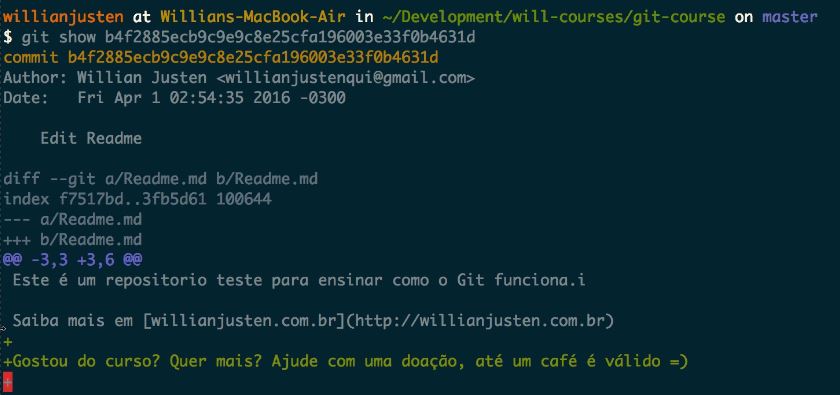 willianjusten at Willians-MacBook-Air in ~/Development/will-courses/git-course on master
$ git show b4f2885ecb9c9e9c8e25cfa196003e33f0b4631d
commit b4f2885ecb9c9e9c8e25cfa196003e33f0b4631d
Author: Willian Justen <willianjustenqui@gmail.com>
Date:   Fri Apr 1 02:54:35 2016 -0300

    Edit Readme

diff --git a/Readme.md b/Readme.md
index f7517bd..3fb5d61 100644
--- a/Readme.md
+++ b/Readme.md
@@ -3,3 +3,6 @@
 Este é um repositorio teste para ensinar como o Git funciona.i

 Saiba mais em [willianjusten.com.br](http://willianjusten.com.br)
+
+Gostou do curso? Quer mais? Ajude com uma doação, até um café é válido =)
+